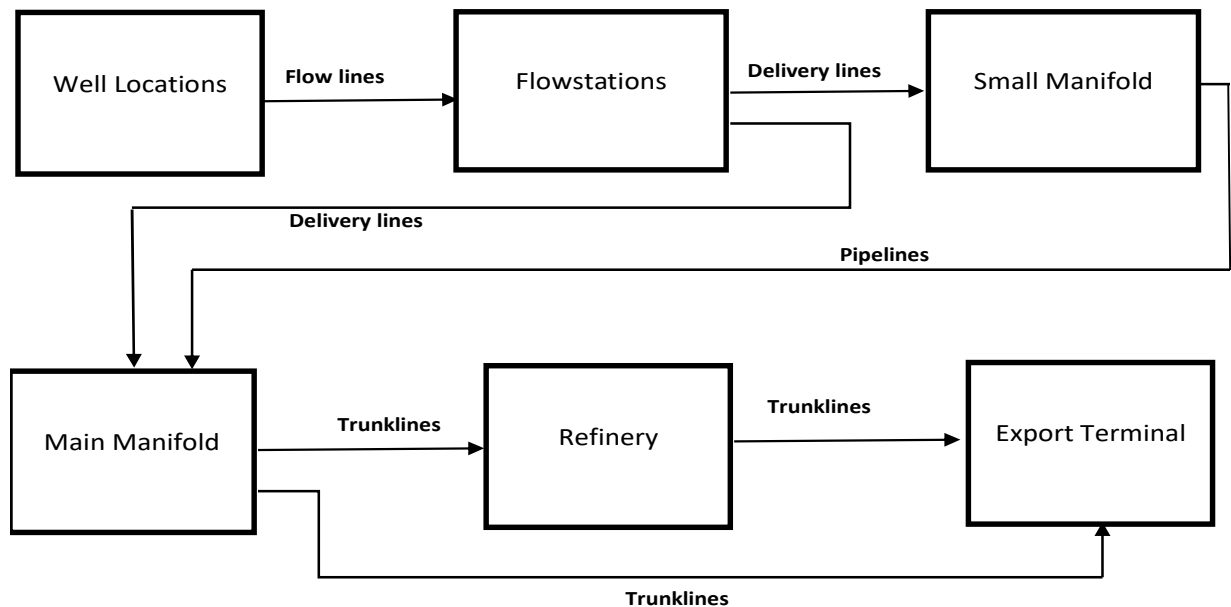 Well Locations
Flow lines
Flowstations
Delivery lines
Small Manifold
Delivery lines
Pipelines
Main Manifold
Trunklines
Refinery
Trunklines
Export Terminal
Trunklines